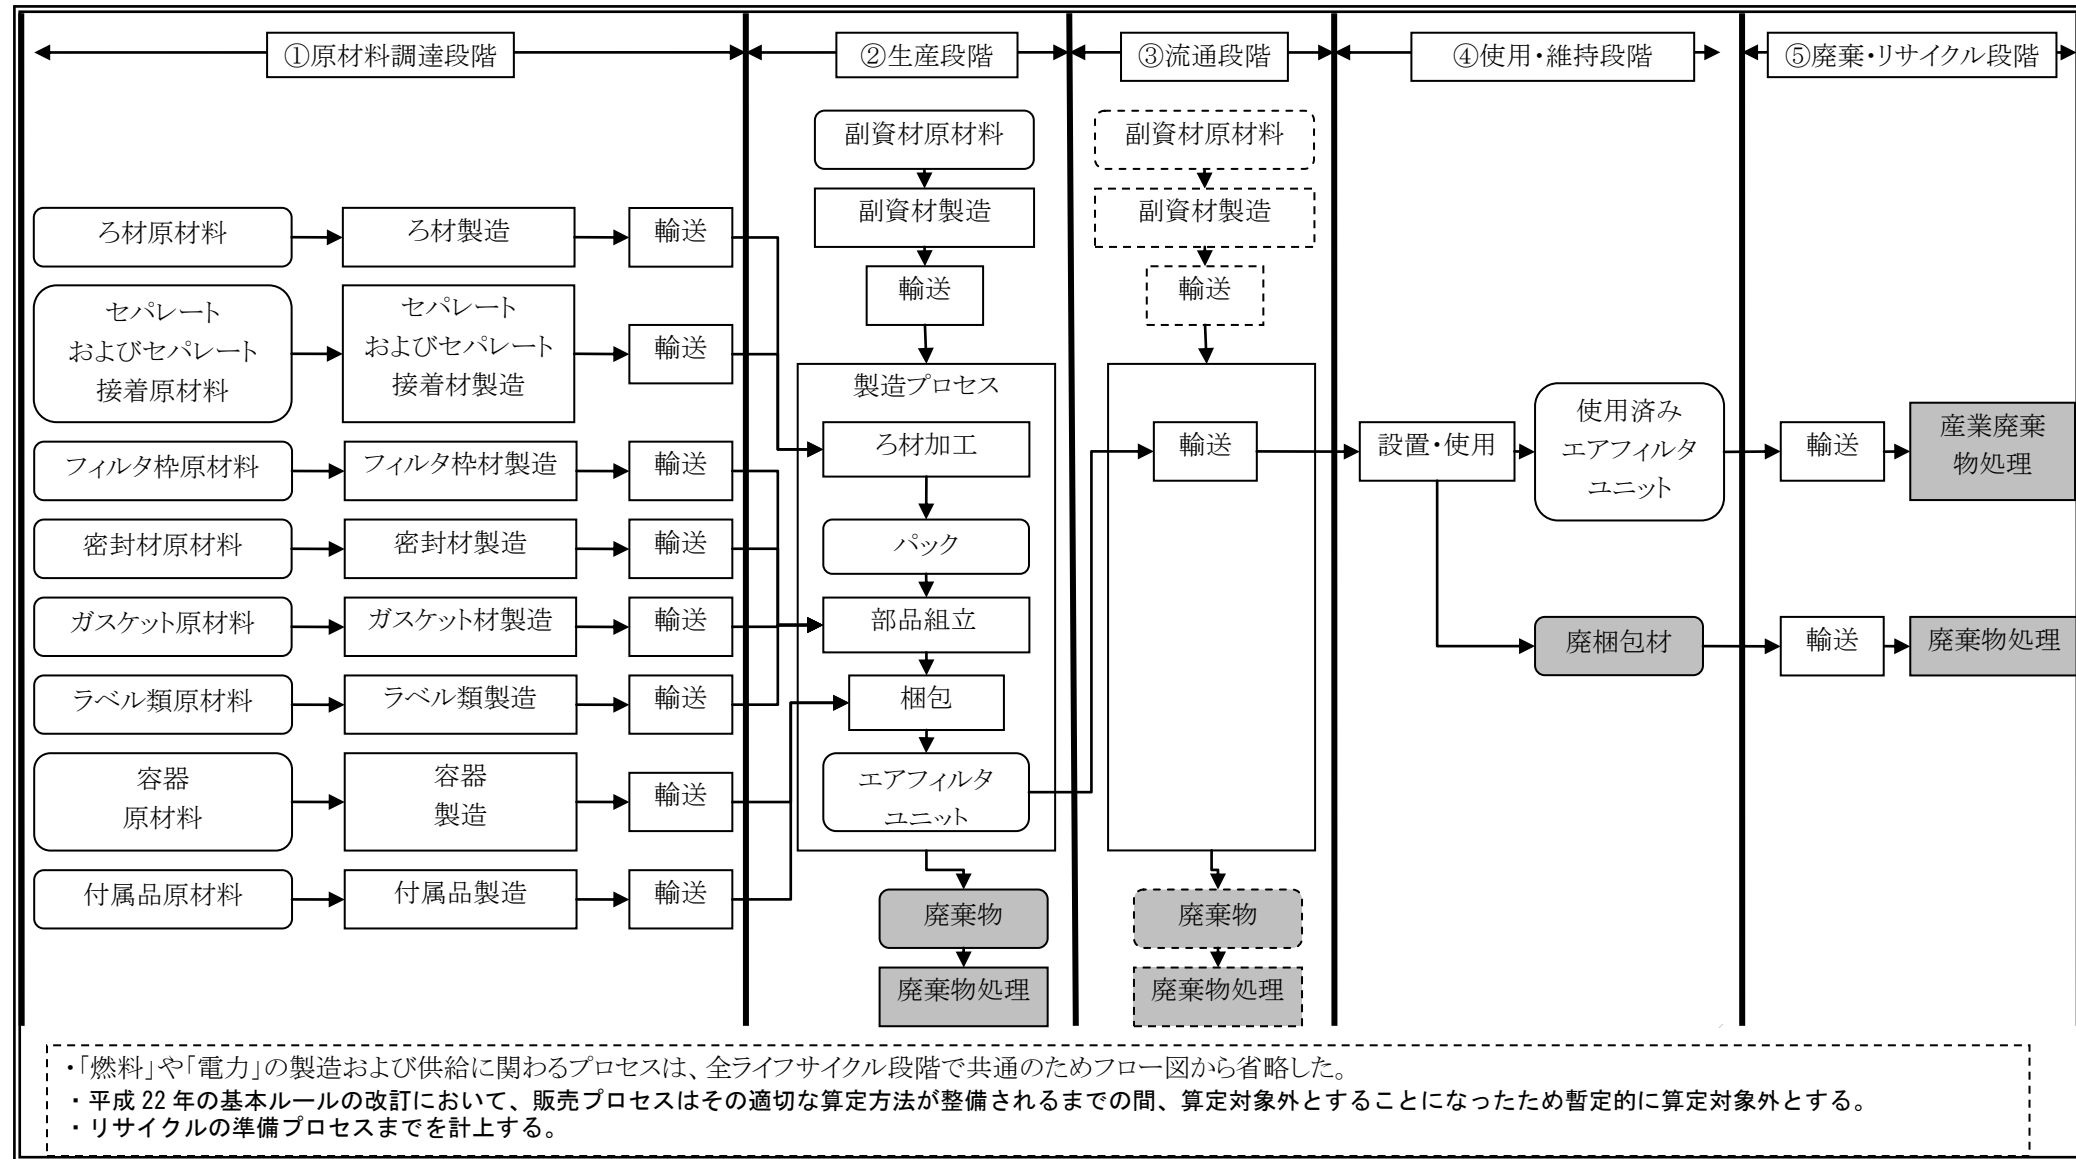 ①原材料調達段階
②生産段階
③流通段階
④使用・維持段階
⑤廃棄・リサイクル段階
ろ材原材料
ろ材製造
輸送
セパレート
およびセパレート
接着原材料
セパレート
およびセパレート
接着材製造
輸送
フィルタ枠原材料
フィルタ枠材製造
輸送
密封材原材料
密封材製造
輸送
ガスケット原材料
ガスケット材製造
輸送
ラベル類原材料
ラベル類製造
輸送
容器
原材料
容器
製造
輸送
付属品原材料
付属品製造
輸送
副資材原材料
副資材製造
輸送
製造プロセス
ろ材加工
パック
部品組立
梱包
エアフィルタ
ユニット
廃棄物
廃棄物処理
副資材原材料
副資材製造
輸送
輸送
廃棄物
廃棄物処理
設置・使用
使用済み
エアフィルタ
ユニット
廃梱包材
輸送
産業廃棄
物処理
輸送
廃棄物処理
・「燃料」や「電力」の製造および供給に関わるプロセスは、全ライフサイクル段階で共通のためフロー図から省略した。
・平成 22 年の基本ルールの改訂において、販売プロセスはその適切な算定方法が整備されるまでの間、算定対象外とすることになったため暫定的に算定対象外とする。
・リサイクルの準備プロセスまでを計上する。